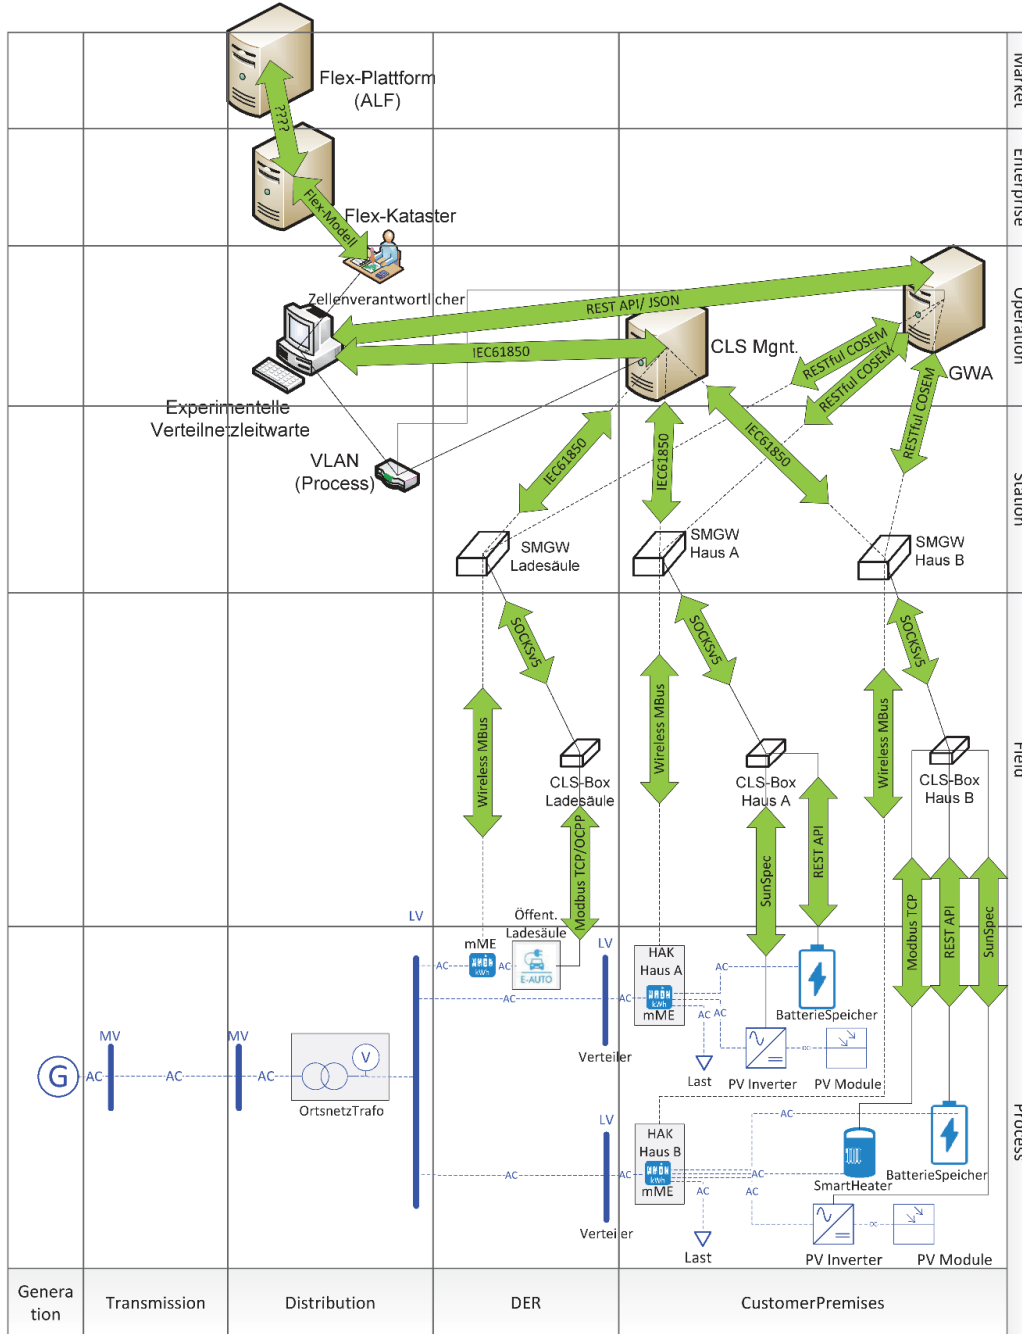 Market
Flex-Plattform
(ALF)
????
Enterprise
Flex-Modell
Flex-Kataster
Operation
Zellenverantwortlicher
REST API/ JSON
IEC61850
CLS Mgnt.
RESTful COSEM
RESTful COSEM
GWA
RESTful COSEM
Experimentelle
Verteilnetzleitwarte
VLAN
(Process)
IEC61850
IEC61850
IEC61850
Station
SMGW
Ladesäule
SMGW
Haus A
SMGW
Haus B
SOCKSv5
SOCKSv5
SOCKSv5
Field
Wireless MBus
Wireless MBus
Wireless MBus
CLS-Box
Ladesäule
CLS-Box
Haus A
CLS-Box
Haus B
Modbus TCP/OCPP
SunSpec
REST API
Modbus TCP
REST API
SunSpec
LV
Öffent.
Ladesäule
mME
kWh
AC
AC
E-AUTO
LV
HAK
Haus A
kWh
mME
AC
AC
AC
AC
AC
BatterieSpeicher
Verteiler
Last
PV Inverter
PV Module
MV
MV
G
AC
AC
AC
V
OrtsnetzTrafo
Process
LV
HAK
Haus B
kWh
mME
AC
AC
AC
AC
AC
AC
SmartHeater
BatterieSpeicher
Verteiler
Last
PV Inverter
PV Module
Genera
tion
Transmission
Distribution
DER
CustomerPremises